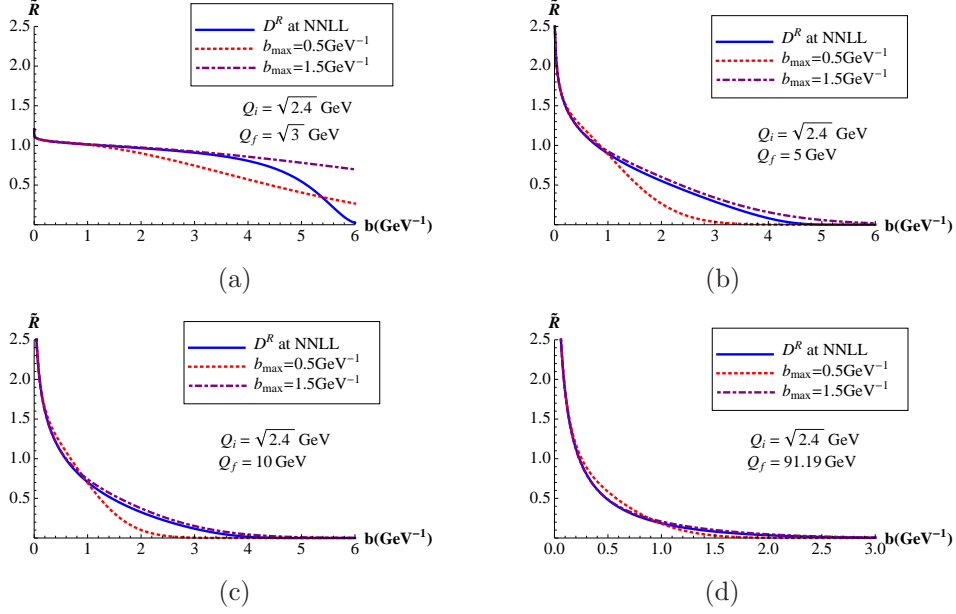 R̃
2.5
2.0
1.5
1.0
0.5
0 1 2 3 4 5 6 b(GeV⁻¹)
Dᴿ at NNLL
b_max=0.5GeV⁻¹
b_max=1.5GeV⁻¹
Q_i = √2.4 GeV
Q_f = √3 GeV
(a)
R̃
2.5
2.0
1.5
1.0
0.5
0 1 2 3 4 5 6 b(GeV⁻¹)
Dᴿ at NNLL
b_max=0.5GeV⁻¹
b_max=1.5GeV⁻¹
Q_i = √2.4 GeV
Q_f = 5 GeV
(b)
R̃
2.5
2.0
1.5
1.0
0.5
0 1 2 3 4 5 6 b(GeV⁻¹)
Dᴿ at NNLL
b_max=0.5GeV⁻¹
b_max=1.5GeV⁻¹
Q_i = √2.4 GeV
Q_f = 10 GeV
(c)
R̃
2.5
2.0
1.5
1.0
0.5
0.0 0.5 1.0 1.5 2.0 2.5 3.0 b(GeV⁻¹)
Dᴿ at NNLL
b_max=0.5GeV⁻¹
b_max=1.5GeV⁻¹
Q_i = √2.4 GeV
Q_f = 91.19 GeV
(d)